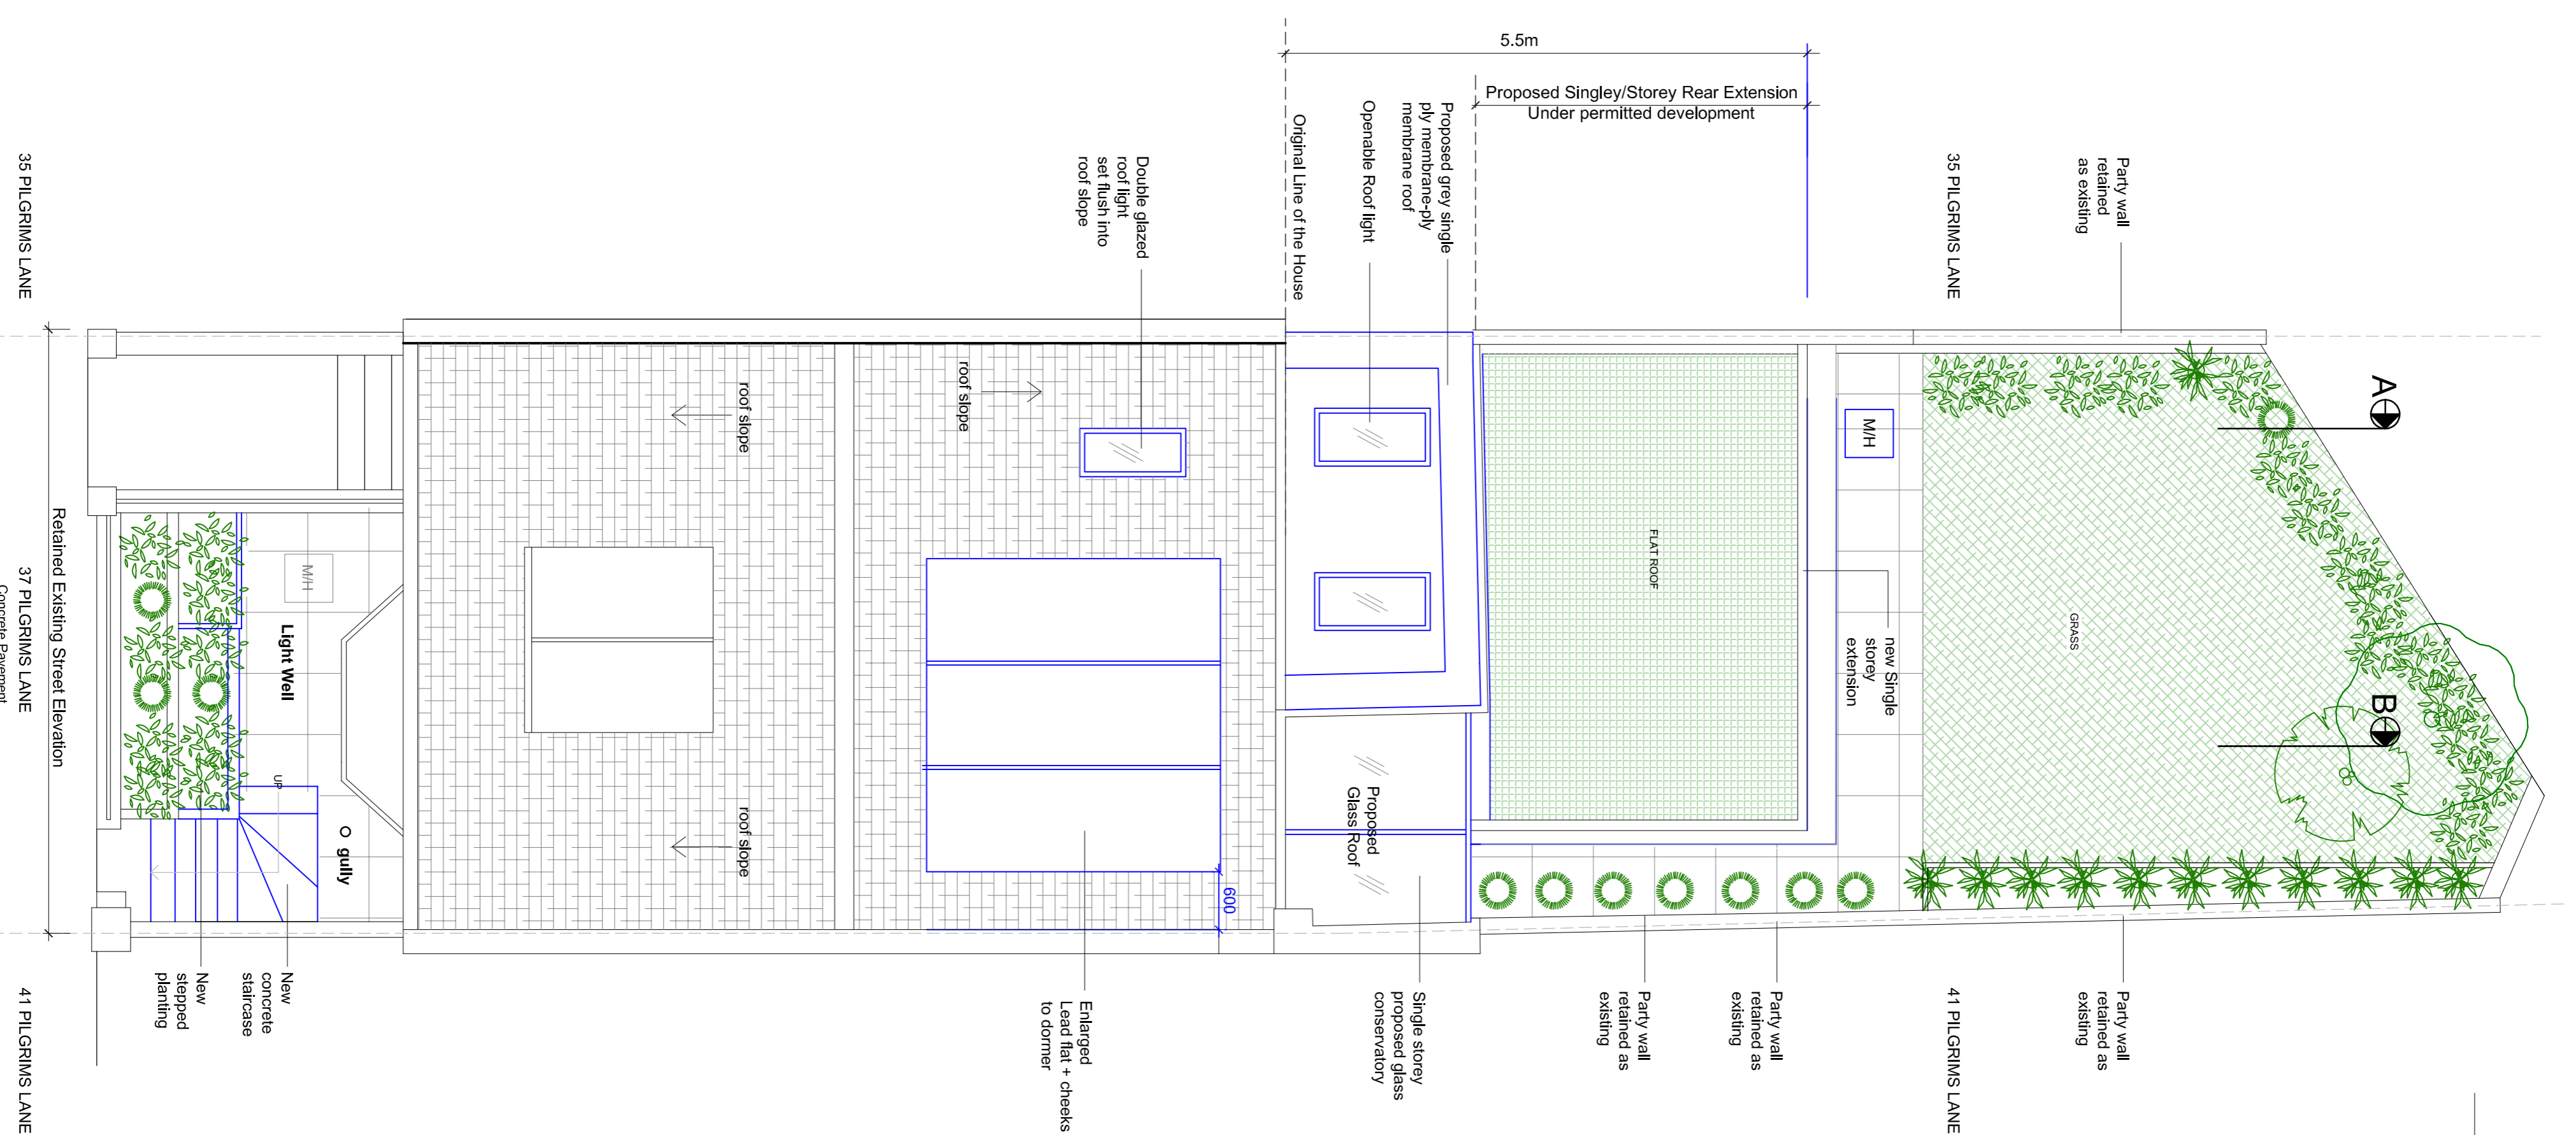 5.5m
Proposed Singley/Storey Rear Extension
Under permitted development
35 PILGRIMS LANE
Double glazed
roof light
set flush into
roof slope
Original Line of the House
Openable Roof light
Proposed grey single
ply membrane-ply
membrane roof
35 PILGRIMS LANE
Party wall
retained
as existing
roof slope
roof slope
M/H
A
FLAT ROOF
GRASS
new Single
storey
extension
B
Retained Existing Street Elevation
37 PILGRIMS LANE
Concrete Pavement
M/H
Light Well
UP
gully
roof slope
Proposed
Glass Roof
600
New
stepped
planting
New
concrete
staircase
41 PILGRIMS LANE
Enlarged
Lead flat + cheeks
to dormer
Single storey
proposed glass
conservatory
Party wall
retained as
existing
Party wall
retained as
existing
41 PILGRIMS LANE
Party wall
retained as
existing